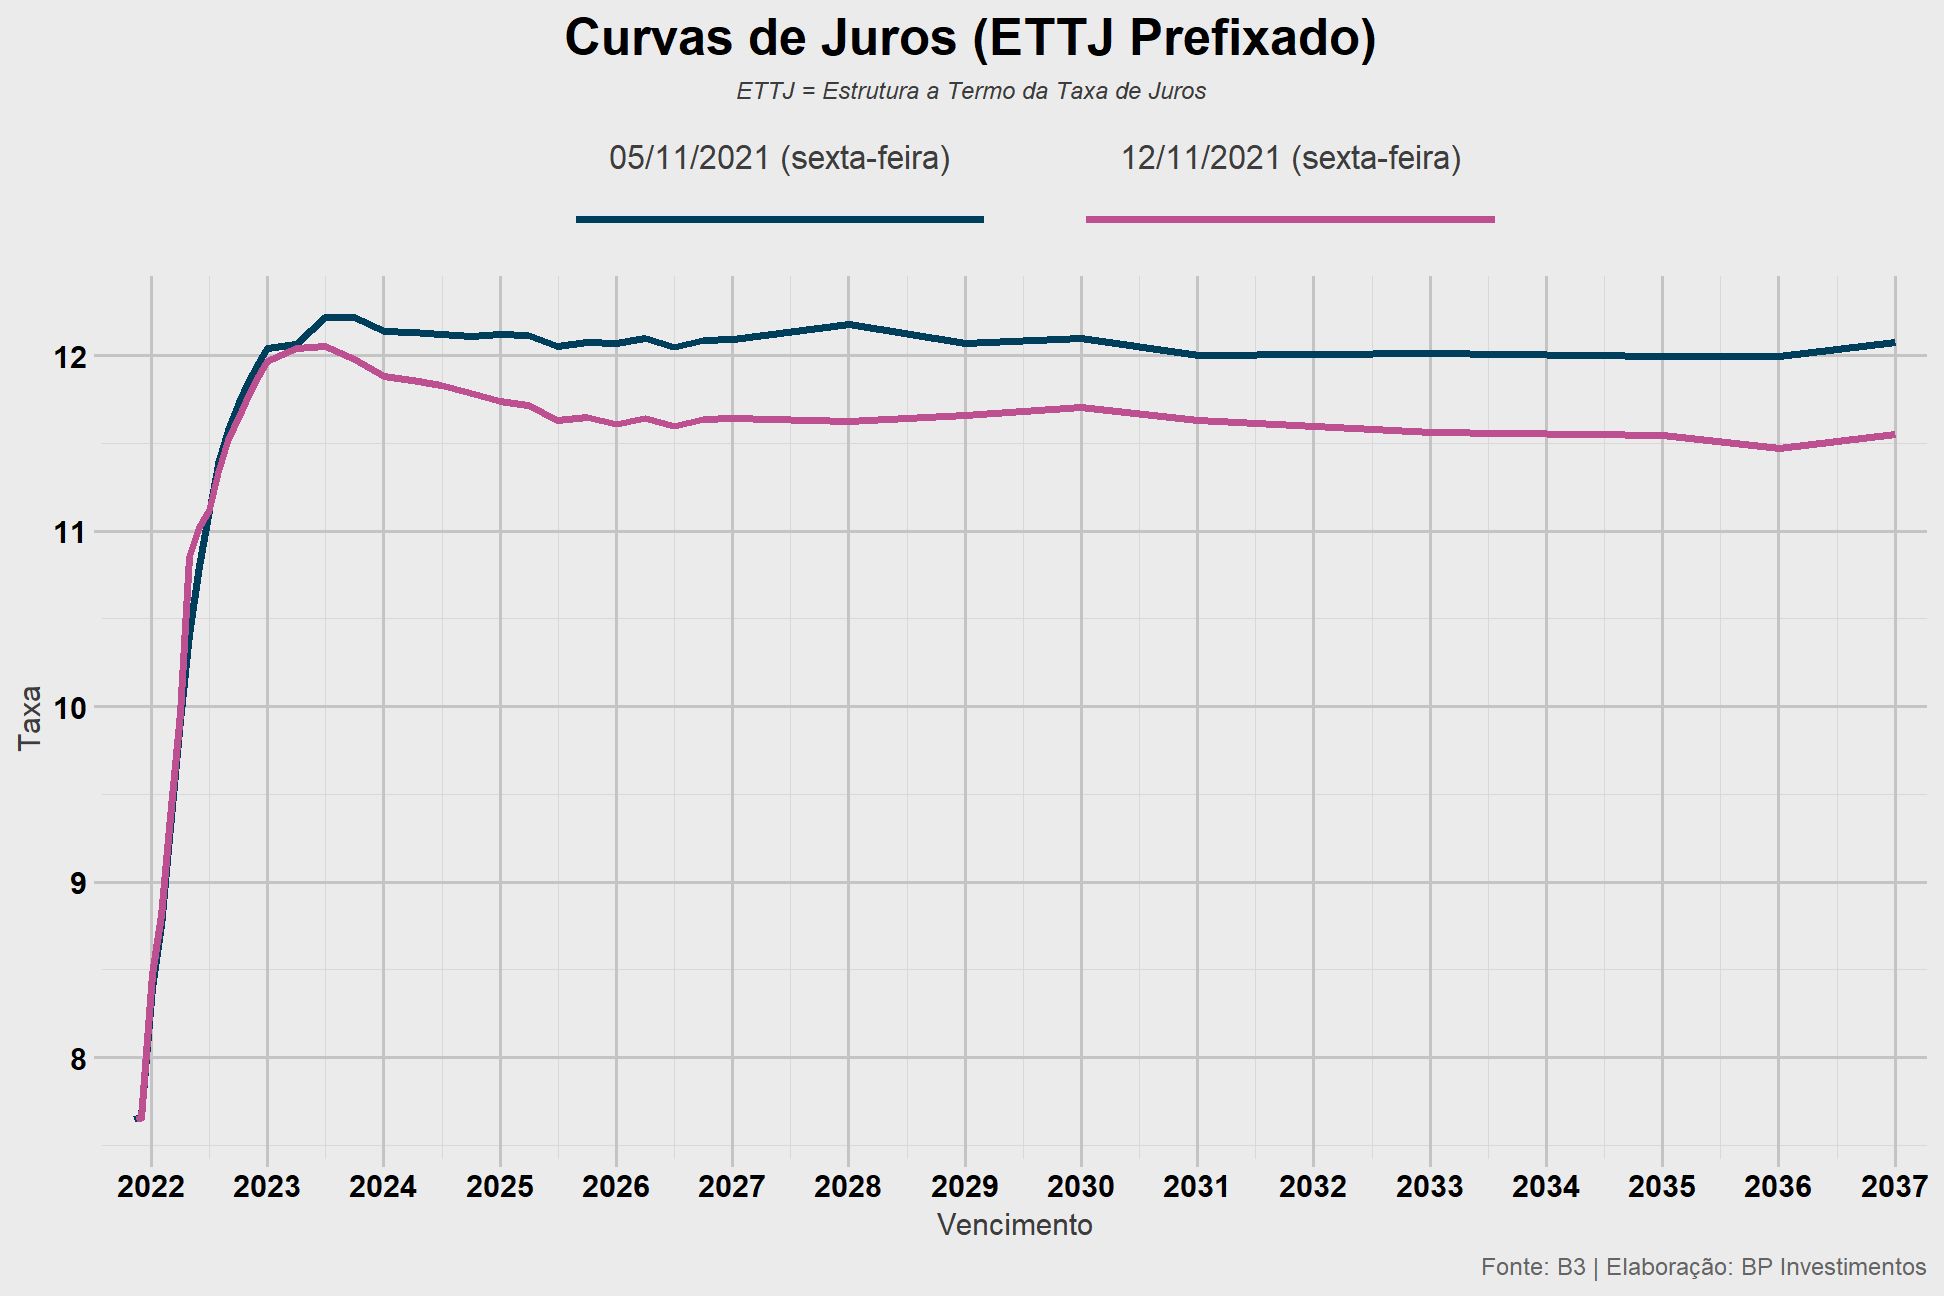 Curvas de Juros (ETTJ Prefixado)
ETTJ = Estrutura a Termo da Taxa de Juros
05/11/2021 (sexta-feira)
12/11/2021 (sexta-feira)
12
11
10
9
8
Taxa
2022 2023 2024 2025 2026 2027 2028 2029 2030 2031 2032 2033 2034 2035 2036 2037
Vencimento
Fonte: B3 | Elaboração: BP Investimentos